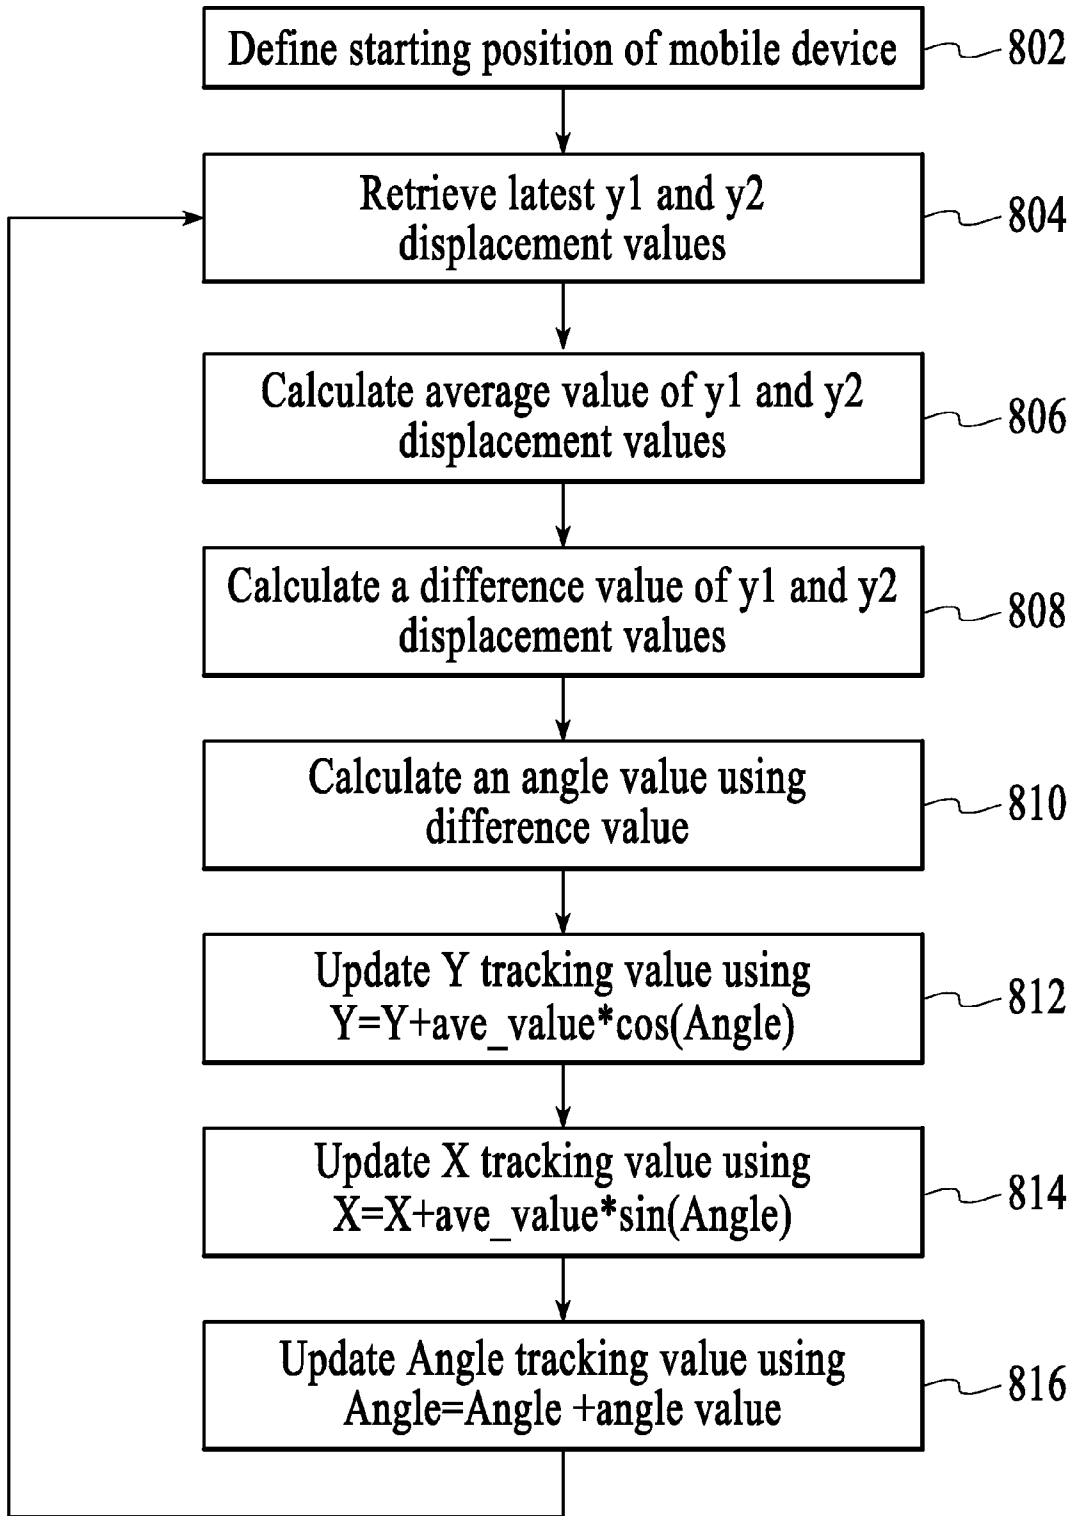 Define starting position of mobile device
802
Retrieve latest y1 and y2
displacement values
804
Calculate average value of y1 and y2
displacement values
806
Calculate a difference value of y1 and y2
displacement values
808
Calculate an angle value using
difference value
810
Update Y tracking value using
Y=Y+ave_value*cos(Angle)
812
Update X tracking value using
X=X+ave_value*sin(Angle)
814
Update Angle tracking value using
Angle=Angle +angle value
816